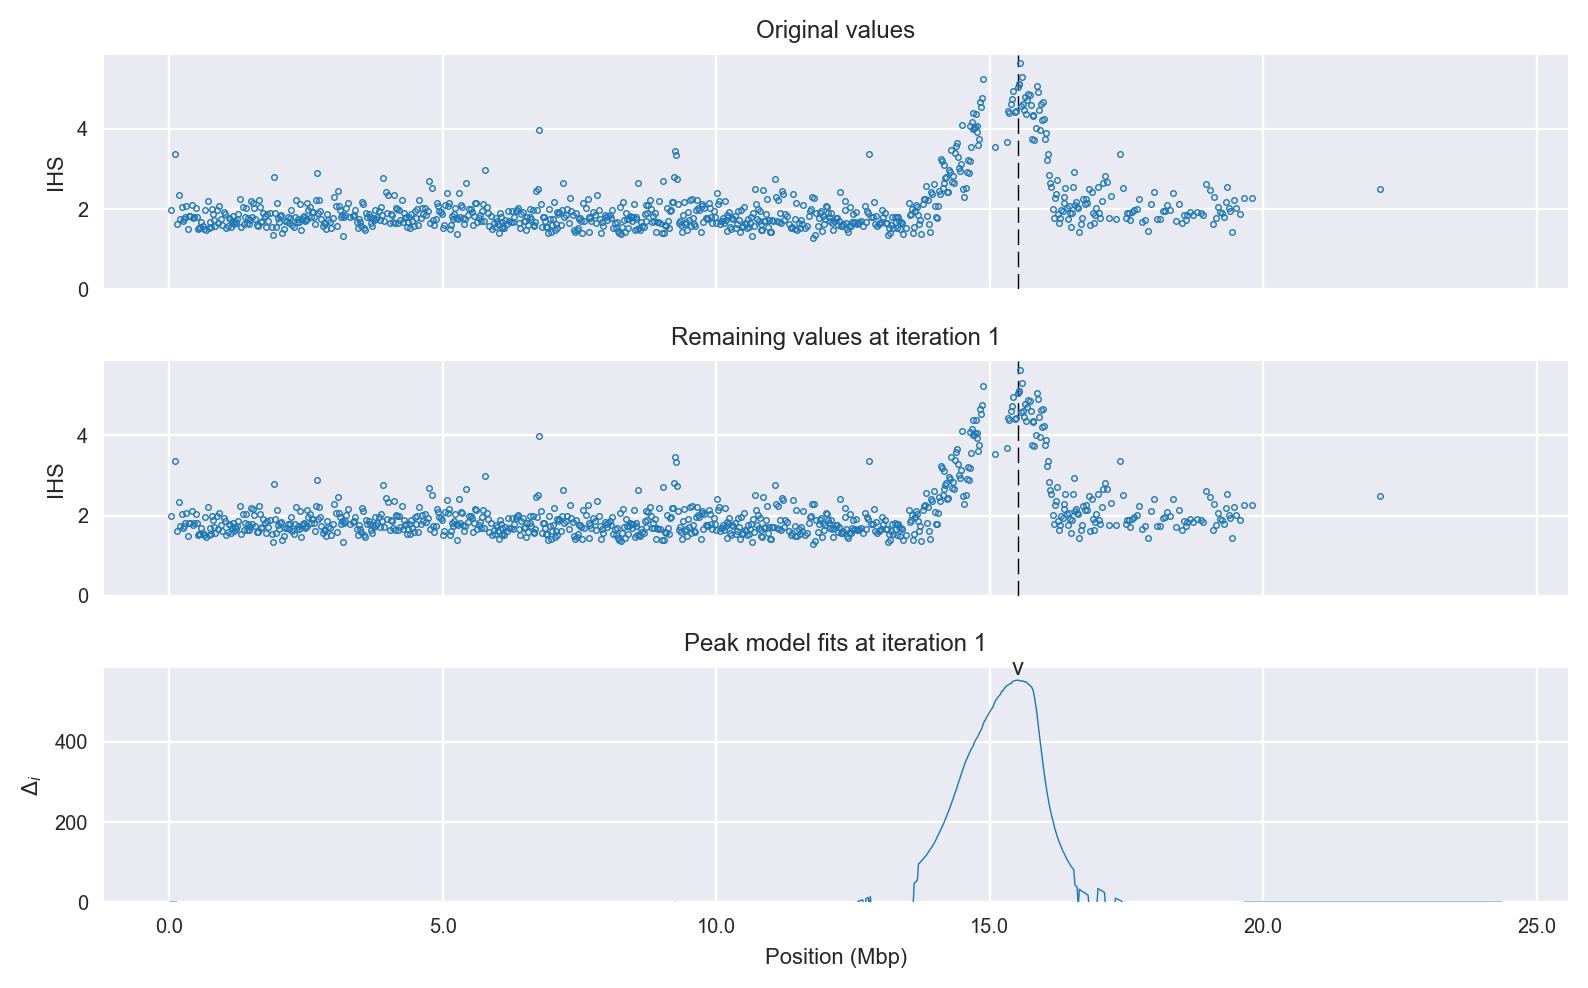 Original values
IHS
4
2
0
Remaining values at iteration 1
IHS
4
2
0
Peak model fits at iteration 1
v
Δi
400
200
0
0.0 5.0 10.0 15.0 20.0 25.0
Position (Mbp)